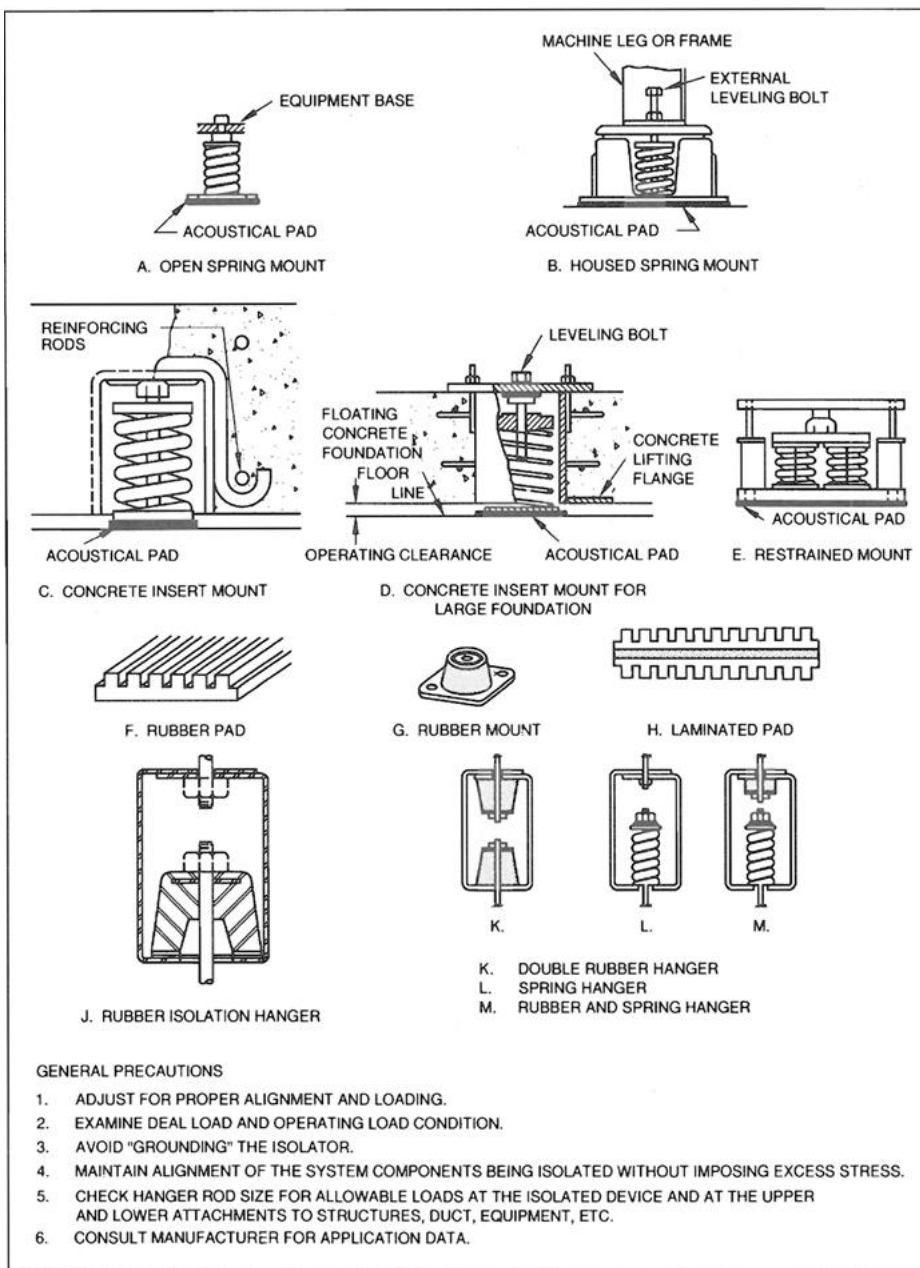 MACHINE LEG OR FRAME
EQUIPMENT BASE
EXTERNAL
LEVELING BOLT
ACOUSTICAL PAD
ACOUSTICAL PAD
A. OPEN SPRING MOUNT
B. HOUSED SPRING MOUNT
REINFORCING
RODS
ACOUSTICAL PAD
C. CONCRETE INSERT MOUNT
LEVELING BOLT
FLOATING
CONCRETE
FOUNDATION
FLOOR
LINE
CONCRETE
LIFTING
FLANGE
OPERATING CLEARANCE
ACOUSTICAL PAD
D. CONCRETE INSERT MOUNT FOR
LARGE FOUNDATION
ACOUSTICAL PAD
E. RESTRAINED MOUNT
F. RUBBER PAD
G. RUBBER MOUNT
H. LAMINATED PAD
J. RUBBER ISOLATION HANGER
K.
L.
M.
K. DOUBLE RUBBER HANGER
L. SPRING HANGER
M. RUBBER AND SPRING HANGER
GENERAL PRECAUTIONS
1. ADJUST FOR PROPER ALIGNMENT AND LOADING.
2. EXAMINE DEAL LOAD AND OPERATING LOAD CONDITION.
3. AVOID "GROUNDING" THE ISOLATOR.
4. MAINTAIN ALIGNMENT OF THE SYSTEM COMPONENTS BEING ISOLATED WITHOUT IMPOSING EXCESS STRESS.
5. CHECK HANGER ROD SIZE FOR ALLOWABLE LOADS AT THE ISOLATED DEVICE AND AT THE UPPER
AND LOWER ATTACHMENTS TO STRUCTURES, DUCT, EQUIPMENT, ETC.
6. CONSULT MANUFACTURER FOR APPLICATION DATA.